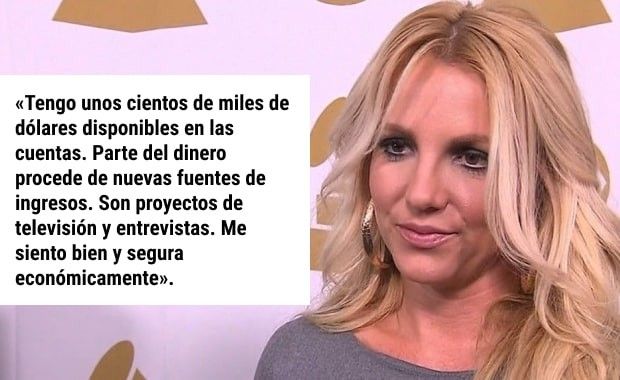 «Tengo unos cientos de miles de
dólares disponibles en las
cuentas. Parte del dinero
procede de nuevas fuentes de
ingresos. Son proyectos de
televisión y entrevistas. Me
siento bien y segura
económicamente».